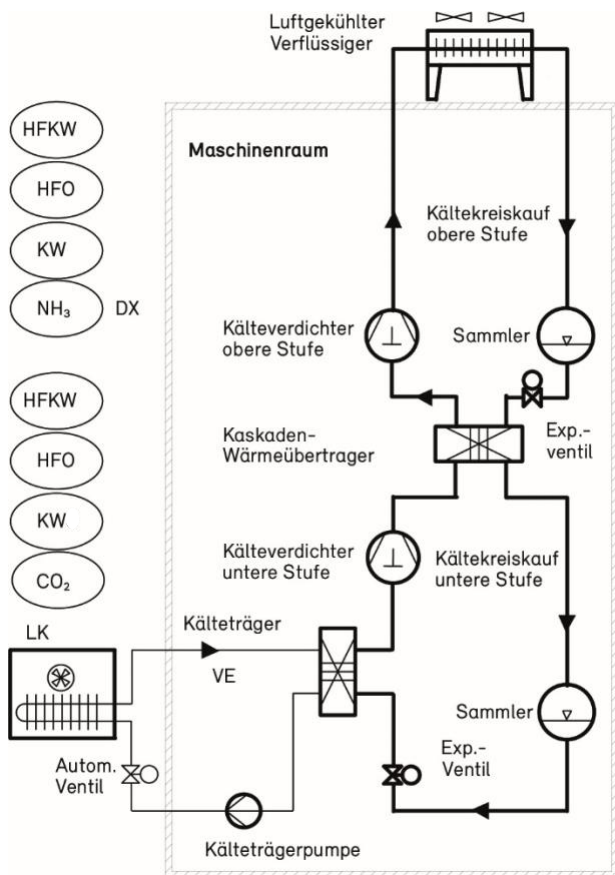 Luftgekühlter
Verflüssiger
HFKW
Maschinenraum
HFO
Kältekreiskauf
obere Stufe
KW
NH₃
DX
Kälteverdichter
obere Stufe
Sammler
HFKW
Kaskaden-
Wärmeübertrager
Exp.-
ventil
HFO
KW
Kälteverdichter
untere Stufe
Kältekreiskauf
untere Stufe
CO₂
LK
Kälteträger
VE
Sammler
Autom.
Ventil
Exp.-
Ventil
Kälteträgerpumpe